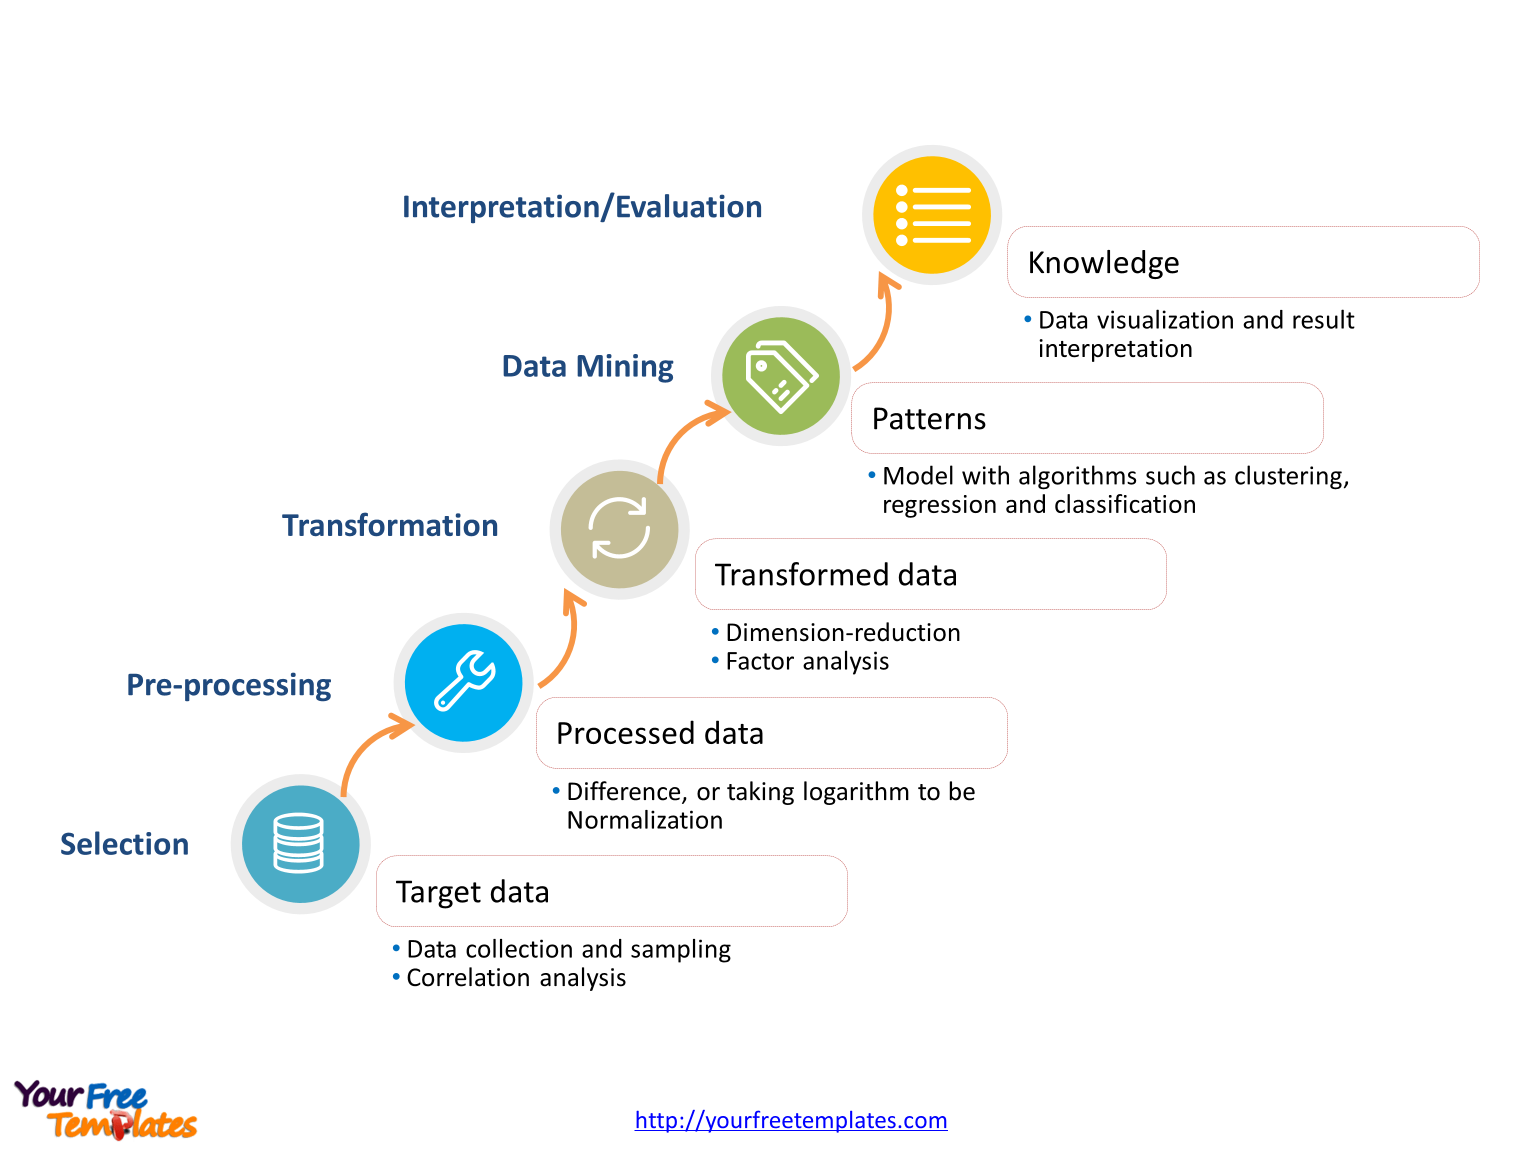 Interpretation/Evaluation
Knowledge
• Data visualization and result
interpretation
Data Mining
Patterns
• Model with algorithms such as clustering,
regression and classification
Transformation
Transformed data
• Dimension-reduction
• Factor analysis
Pre-processing
Processed data
• Difference, or taking logarithm to be
Normalization
Selection
Target data
• Data collection and sampling
• Correlation analysis
Your Free
Templates
http://yourfreetemplates.com